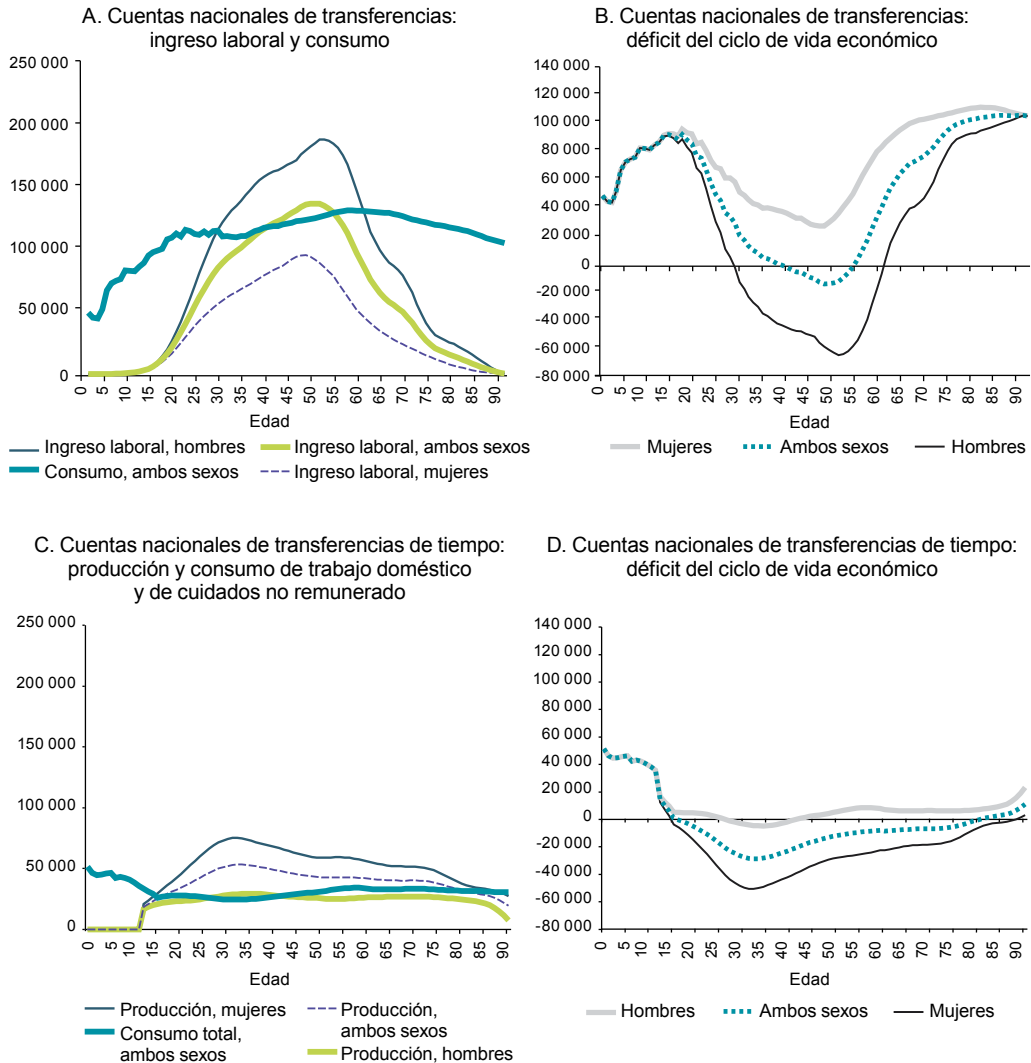 A. Cuentas nacionales de transferencias:
ingreso laboral y consumo
250 000
200 000
150 000
100 000
50 000
0
0 5 10 15 20 25 30 35 40 45 50 55 60 65 70 75 80 85 90
Edad
Ingreso laboral, hombres
Ingreso laboral, ambos sexos
Consumo, ambos sexos
Ingreso laboral, mujeres
B. Cuentas nacionales de transferencias:
déficit del ciclo de vida económico
140 000
120 000
100 000
80 000
60 000
40 000
20 000
0
-20 000
-40 000
-60 000
-80 000
0 5 10 15 20 25 30 35 40 45 50 55 60 65 70 75 80 85 90
Edad
Mujeres
Ambos sexos
Hombres
C. Cuentas nacionales de transferencias de tiempo:
producción y consumo de trabajo doméstico
y de cuidados no remunerado
250 000
200 000
150 000
100 000
50 000
0
0 5 10 15 20 25 30 35 40 45 50 55 60 65 70 75 80 85 90
Edad
Producción, mujeres
Producción,
ambos sexos
Consumo total,
ambos sexos
Producción, hombres
D. Cuentas nacionales de transferencias de tiempo:
déficit del ciclo de vida económico
140 000
120 000
100 000
80 000
60 000
40 000
20 000
0
-20 000
-40 000
-60 000
-80 000
0 5 10 15 20 25 30 35 40 45 50 55 60 65 70 75 80 85 90
Edad
Hombres
Ambos sexos
Mujeres